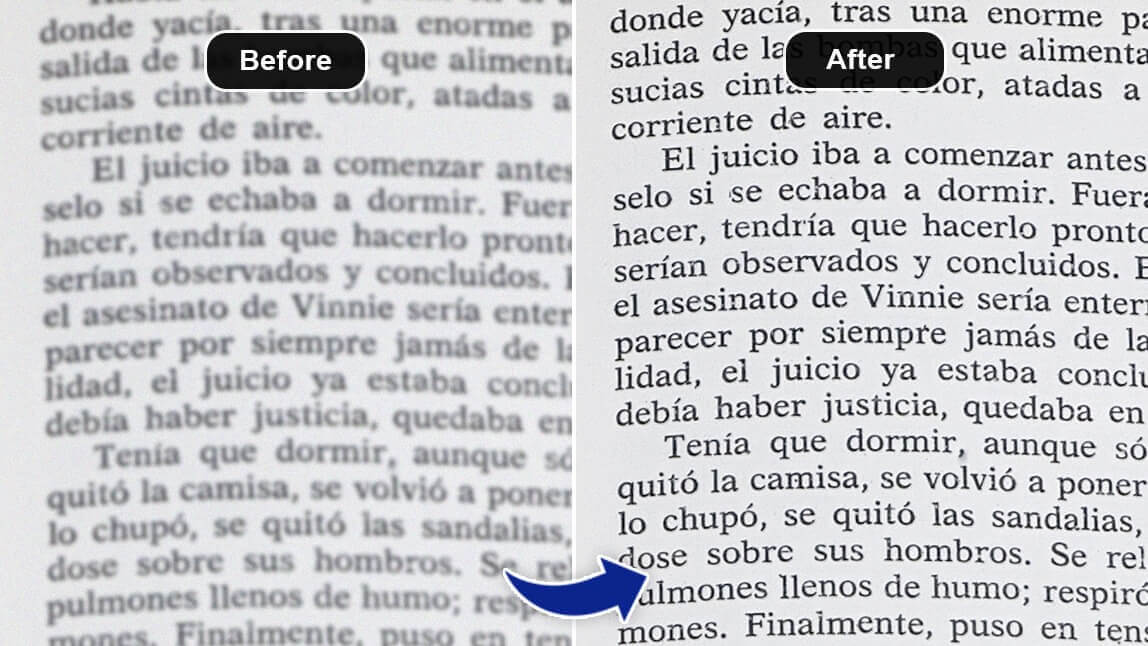 Before
donde yacía, tras una enorme p
salida de la que aliment
sucias cintas de color, atadas a
corriente de aire.
El juicio iba a comenzar antes
selo si se echaba a dormir. Fuer
hacer, tendría que hacerlo pront
serían observados y concluidos.
el asesinato de Vinnie sería enter
parecer por siempre jamás de la
lidad, el juicio ya estaba concl
debía haber justicia, quedaba en
Tenía que dormir, aunque só
quitó la camisa, se volvió a poner
lo chupó, se quitó las sandalias,
dose sobre sus hombros. Se rel
pulmones llenos de humo; resp
mones. Finalmente, puso en ten
After
donde yacía, tras una enorme pa
salida de las bombas que alimenta
sucias cintas de color, atadas a
corriente de aire.
El juicio iba a comenzar antes
selo si se echaba a dormir. Fuera
hacer, tendría que hacerlo pronto
serían observados y concluidos. E
el asesinato de Vinnie sería enterr
parecer por siempre jamás de la
lidad, el juicio ya estaba conclu
debía haber justicia, quedaba en
Tenía que dormir, aunque só
quitó la camisa, se volvió a poner
lo chupó, se quitó las sandalias,
dose sobre sus hombros. Se rel
pulmones llenos de humo; respiró
mones. Finalmente, puso en tens